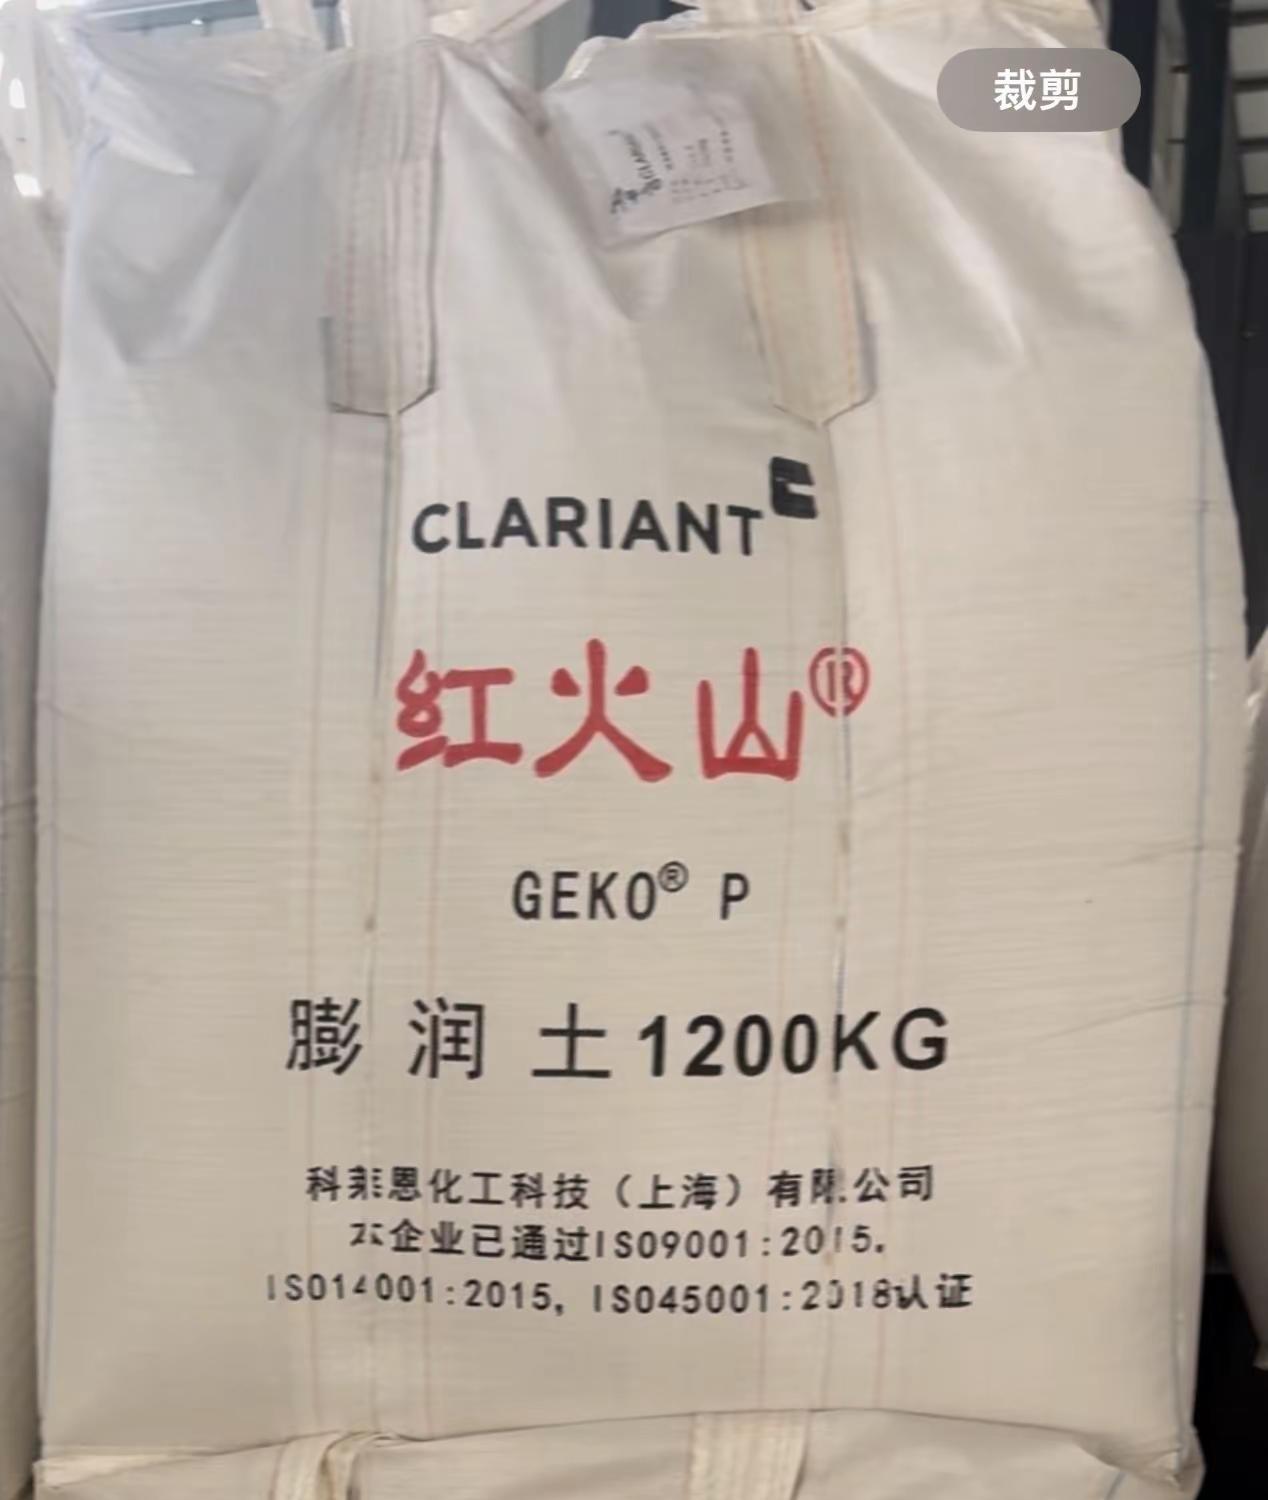 裁剪
CLARIANT
CLARIANT
红火山®
GEKO® P
膨润土1200KG
科莱恩化工科技（上海）有限公司
本企业已通过ISO9001:2015.
ISO14001:2015, ISO45001:2018认证